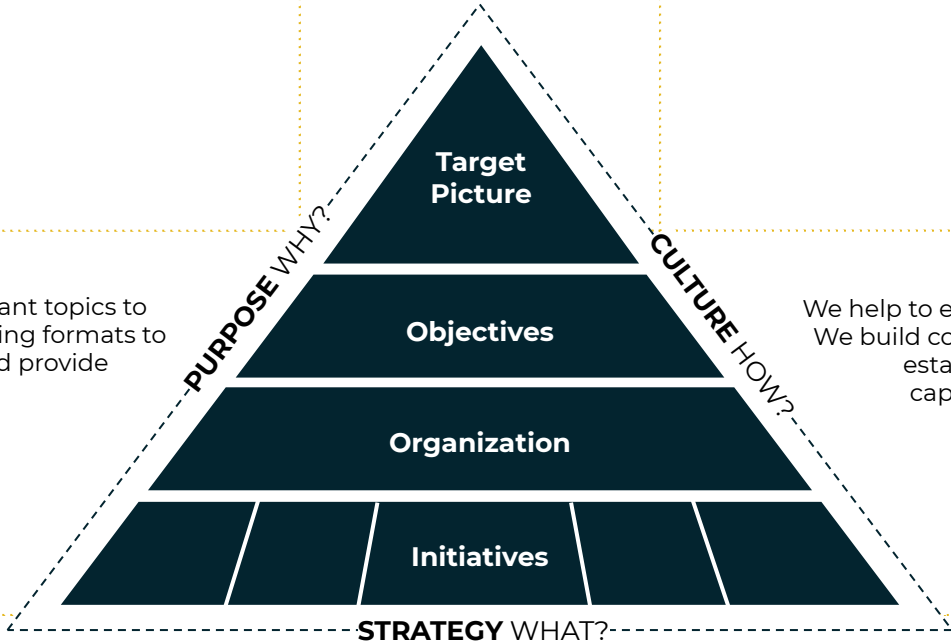 Target
Picture
PURPOSE WHY?
CULTURE HOW?
ant topics to
ing formats to
d provide
We help to e
We build co
esta
cap
Objectives
Organization
Initiatives
STRATEGY WHAT?